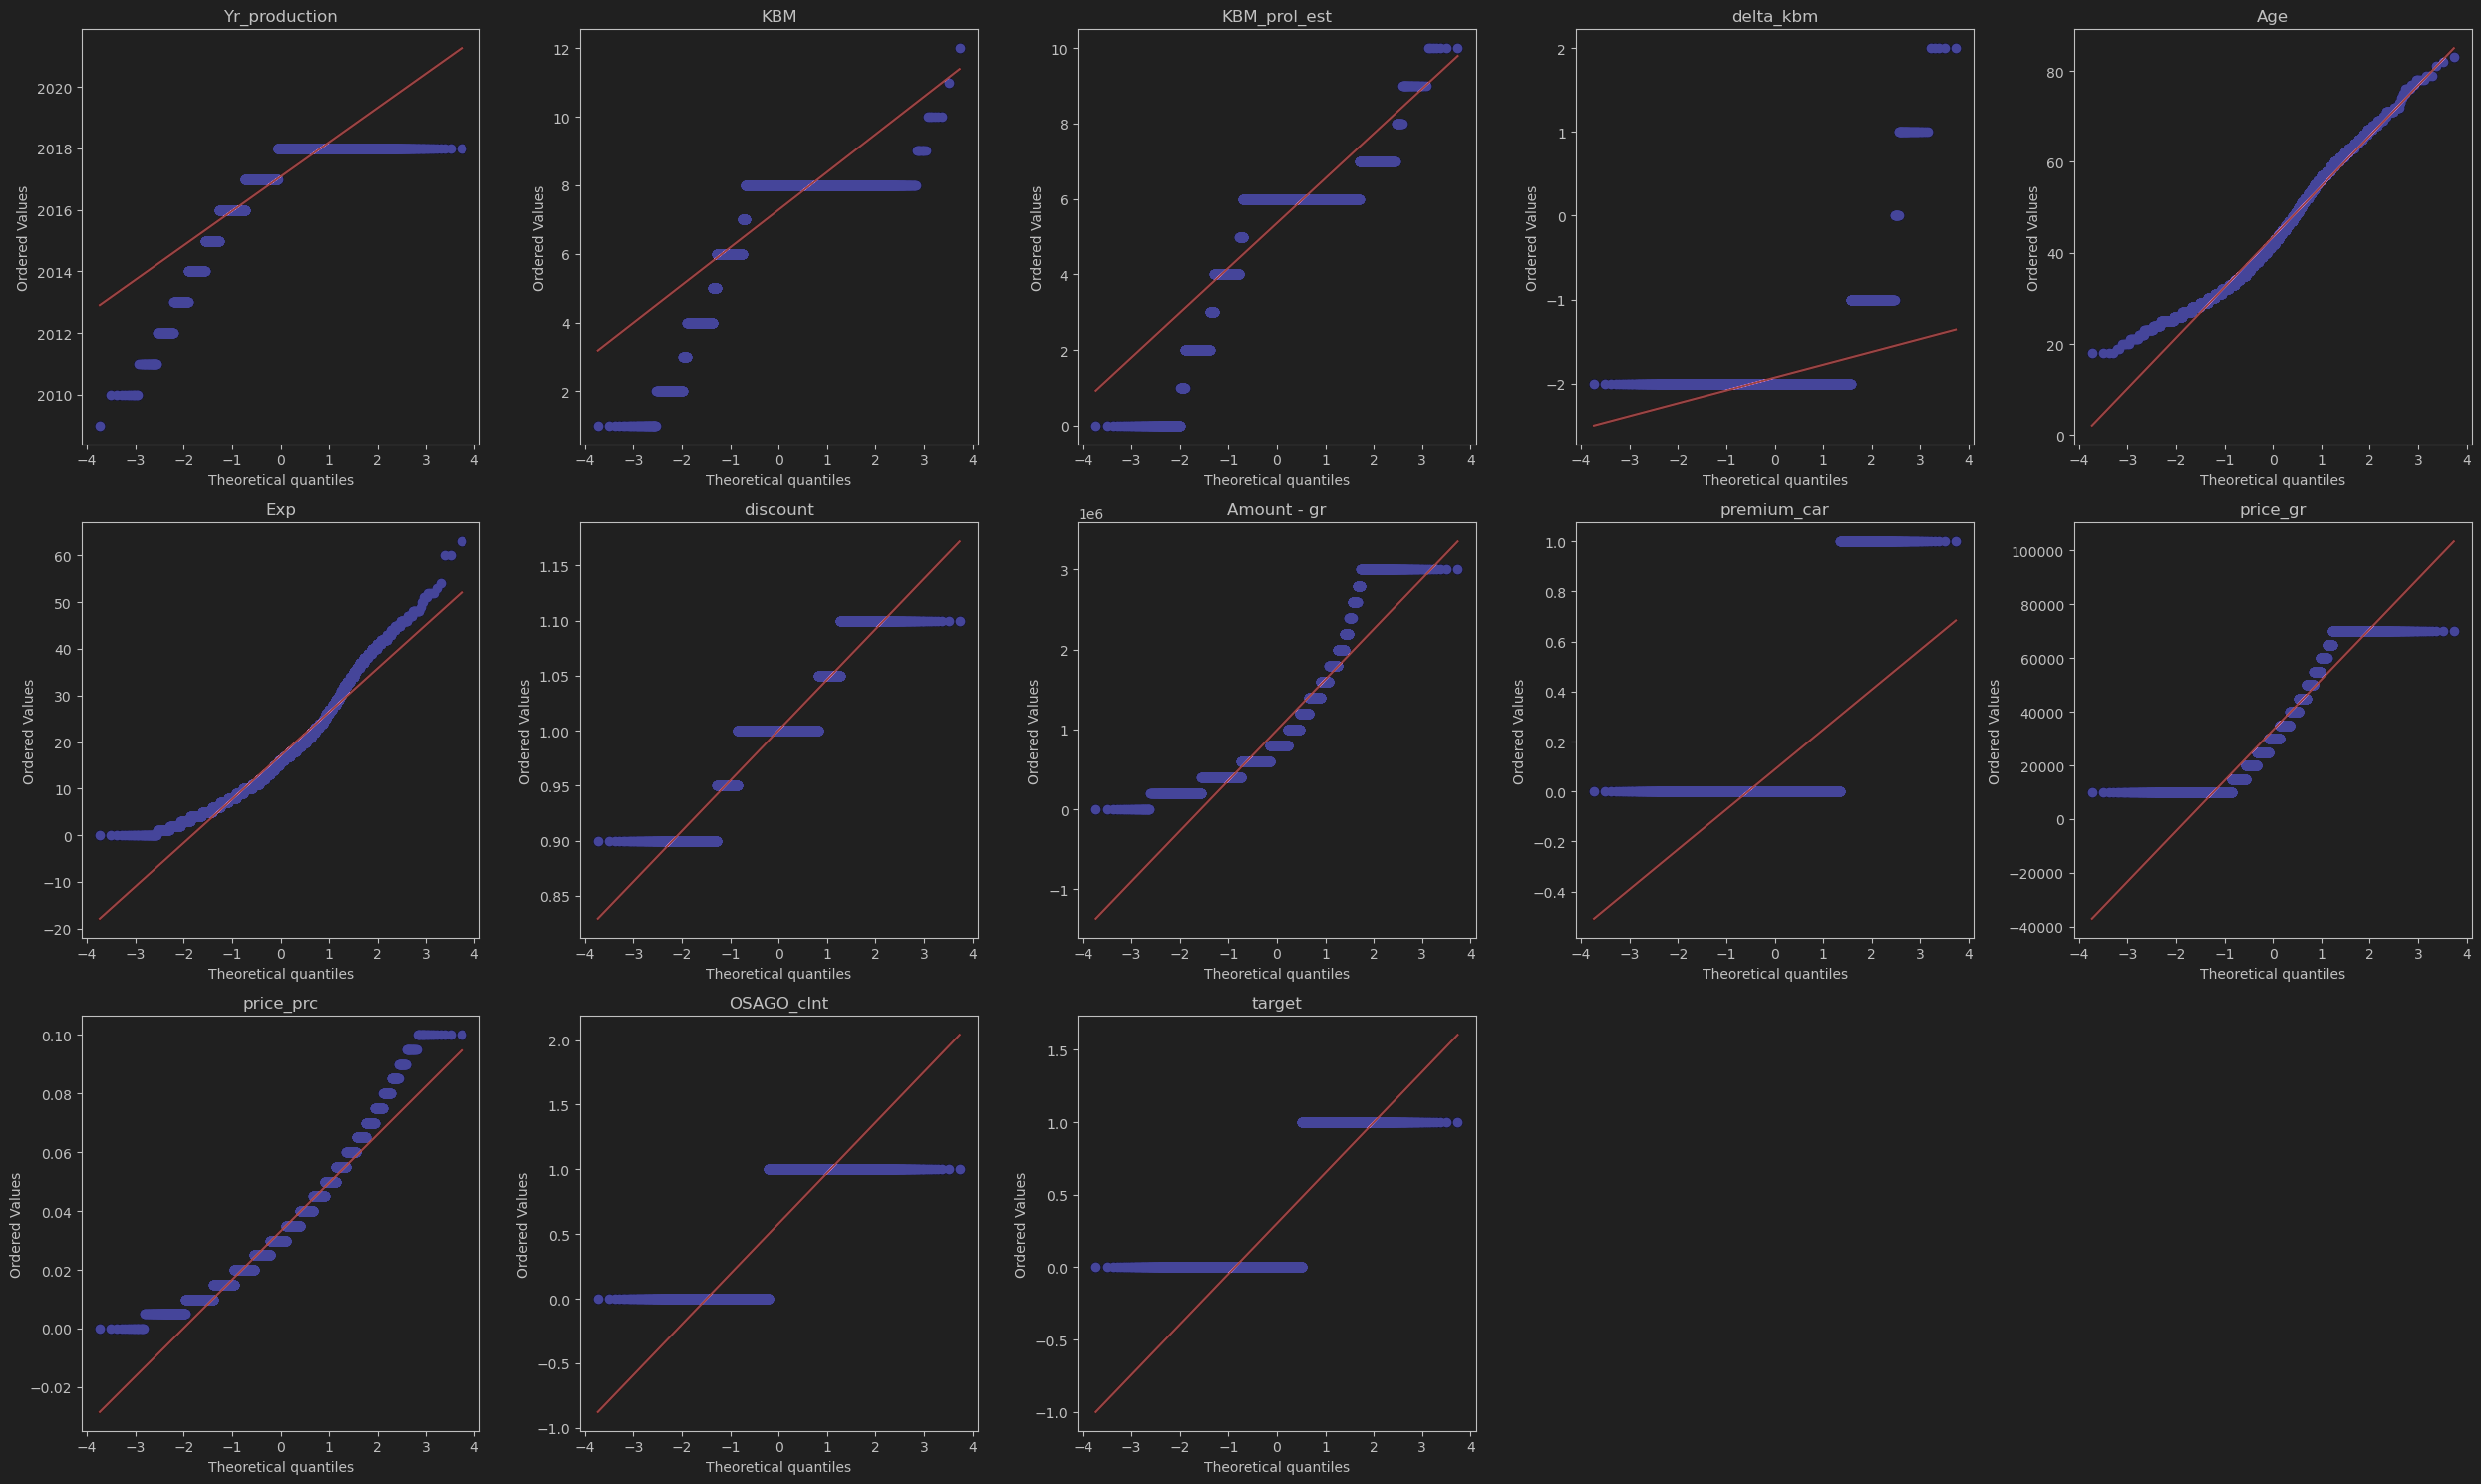 Yr_production
2020
2018
2016
2014
2012
2010
Ordered Values
−4 −3 −2 −1 0 1 2 3 4
Theoretical quantiles
KBM
12
10
8
6
4
2
Ordered Values
−4 −3 −2 −1 0 1 2 3 4
Theoretical quantiles
KBM_prol_est
10
8
6
4
2
0
Ordered Values
−4 −3 −2 −1 0 1 2 3 4
Theoretical quantiles
delta_kbm
2
1
0
−1
−2
Ordered Values
−4 −3 −2 −1 0 1 2 3 4
Theoretical quantiles
Age
80
60
40
20
0
Ordered Values
−4 −3 −2 −1 0 1 2 3 4
Theoretical quantiles
Exp
60
50
40
30
20
10
0
−10
−20
Ordered Values
−4 −3 −2 −1 0 1 2 3 4
Theoretical quantiles
discount
1.15
1.10
1.05
1.00
0.95
0.90
0.85
Ordered Values
−4 −3 −2 −1 0 1 2 3 4
Theoretical quantiles
Amount - gr
1e6
3
2
1
0
−1
Ordered Values
−4 −3 −2 −1 0 1 2 3 4
Theoretical quantiles
premium_car
1.0
0.8
0.6
0.4
0.2
0.0
−0.2
−0.4
Ordered Values
−4 −3 −2 −1 0 1 2 3 4
Theoretical quantiles
price_gr
100000
80000
60000
40000
20000
0
−20000
−40000
Ordered Values
−4 −3 −2 −1 0 1 2 3 4
Theoretical quantiles
price_prc
0.10
0.08
0.06
0.04
0.02
0.00
−0.02
Ordered Values
−4 −3 −2 −1 0 1 2 3 4
Theoretical quantiles
OSAGO_clnt
2.0
1.5
1.0
0.5
0.0
−0.5
−1.0
Ordered Values
−4 −3 −2 −1 0 1 2 3 4
Theoretical quantiles
target
1.5
1.0
0.5
0.0
−0.5
−1.0
Ordered Values
−4 −3 −2 −1 0 1 2 3 4
Theoretical quantiles